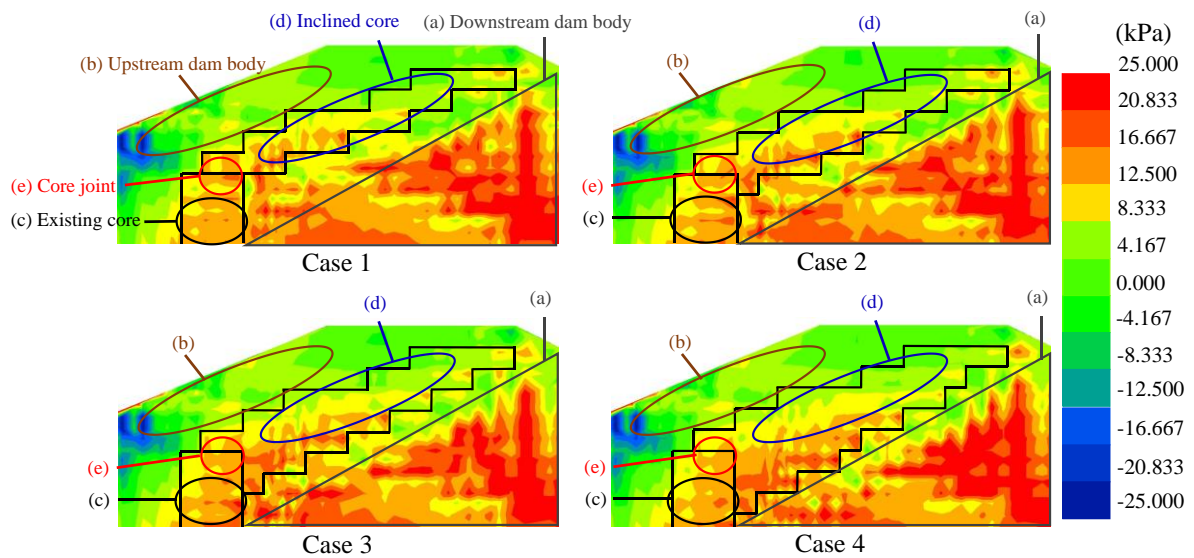 (d) Inclined core
(a) Downstream dam body
(b) Upstream dam body
(e) Core joint
(c) Existing core
Case 1
(d)
(a)
(b)
(e)
(c)
Case 2
(kPa)
25.000
20.833
16.667
12.500
8.333
4.167
0.000
-4.167
-8.333
-12.500
-16.667
-20.833
-25.000
(d)
(a)
(b)
(e)
(c)
Case 3
(d)
(a)
(b)
(e)
(c)
Case 4